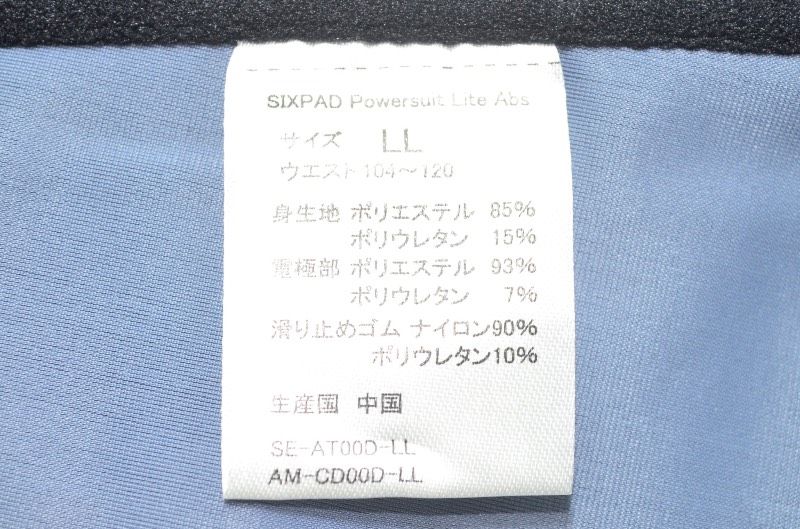 SIXPAD Powersuit Lite Abs
サイズ LL
ウエスト104～120
身生地 ポリエステル 85%
ポリウレタン 15%
電極部 ポリエステル 93%
ポリウレタン 7%
滑り止めゴム ナイロン90%
ポリウレタン10%
生産国 中国
SE-AT00D-LL
AM-CD00D-LL